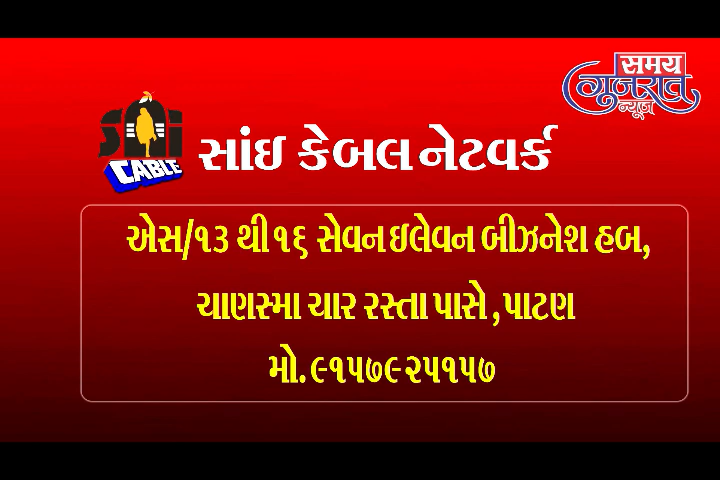 સમય
ગુજરાત
ન્યૂઝ
SAi
CABLE
સાંઇ કેબલ નેટવર્ક
એસ/૧૩ થી ૧૬ સેવન ઇલેવન બીઝનેશ હબ,
ચાણસ્મા ચાર રસ્તા પાસે ,પાટણ
મો. ૯૧૫૭૯૨૫૧૫૭